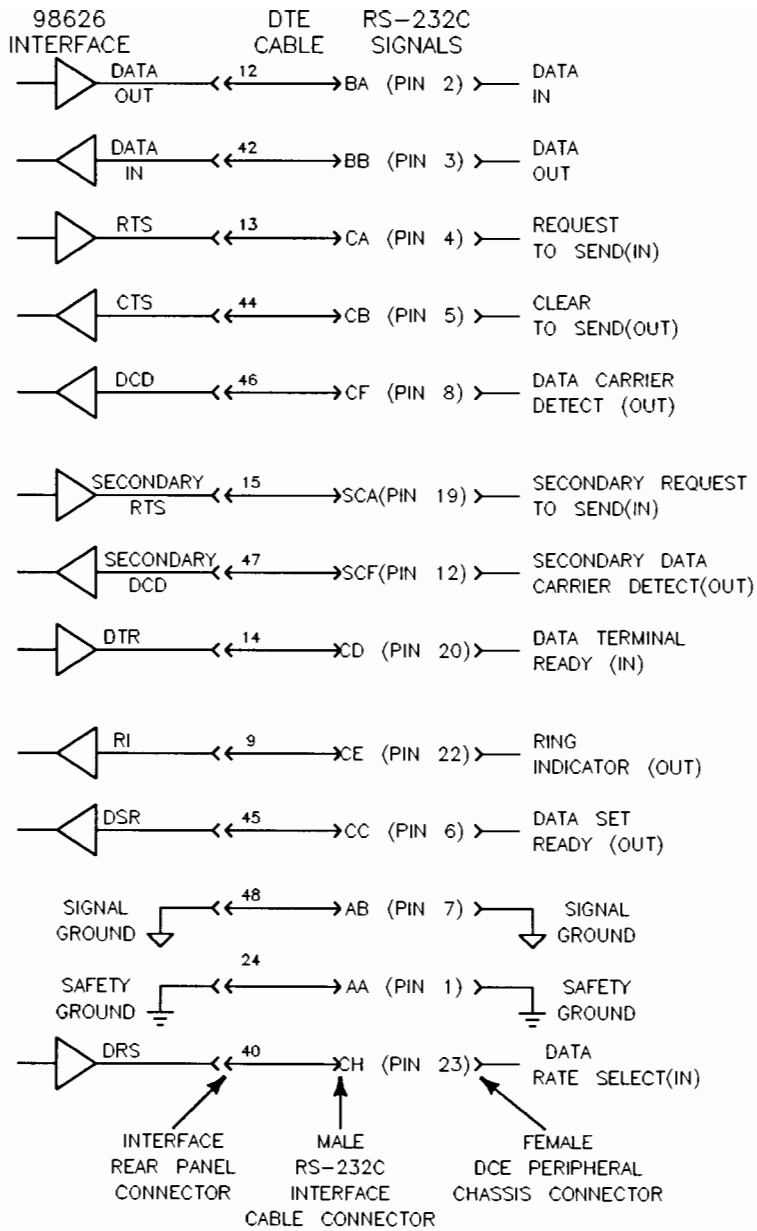 98626 DTE RS-232C
INTERFACE CABLE SIGNALS
DATA OUT 12 BA (PIN 2) DATA IN
DATA IN 42 BB (PIN 3) DATA OUT
RTS 13 CA (PIN 4) REQUEST TO SEND(IN)
CTS 44 CB (PIN 5) CLEAR TO SEND(OUT)
DCD 46 CF (PIN 8) DATA CARRIER DETECT (OUT)
SECONDARY RTS 15 SCA(PIN 19) SECONDARY REQUEST TO SEND(IN)
SECONDARY DCD 47 SCF(PIN 12) SECONDARY DATA CARRIER DETECT(OUT)
DTR 14 CD (PIN 20) DATA TERMINAL READY (IN)
RI 9 CE (PIN 22) RING INDICATOR (OUT)
DSR 45 CC (PIN 6) DATA SET READY (OUT)
SIGNAL GROUND 48 AB (PIN 7) SIGNAL GROUND
SAFETY GROUND 24 AA (PIN 1) SAFETY GROUND
DRS 40 CH (PIN 23) DATA RATE SELECT(IN)
INTERFACE
REAR PANEL
CONNECTOR
MALE
RS-232C
INTERFACE
CABLE CONNECTOR
FEMALE
DCE PERIPHERAL
CHASSIS CONNECTOR